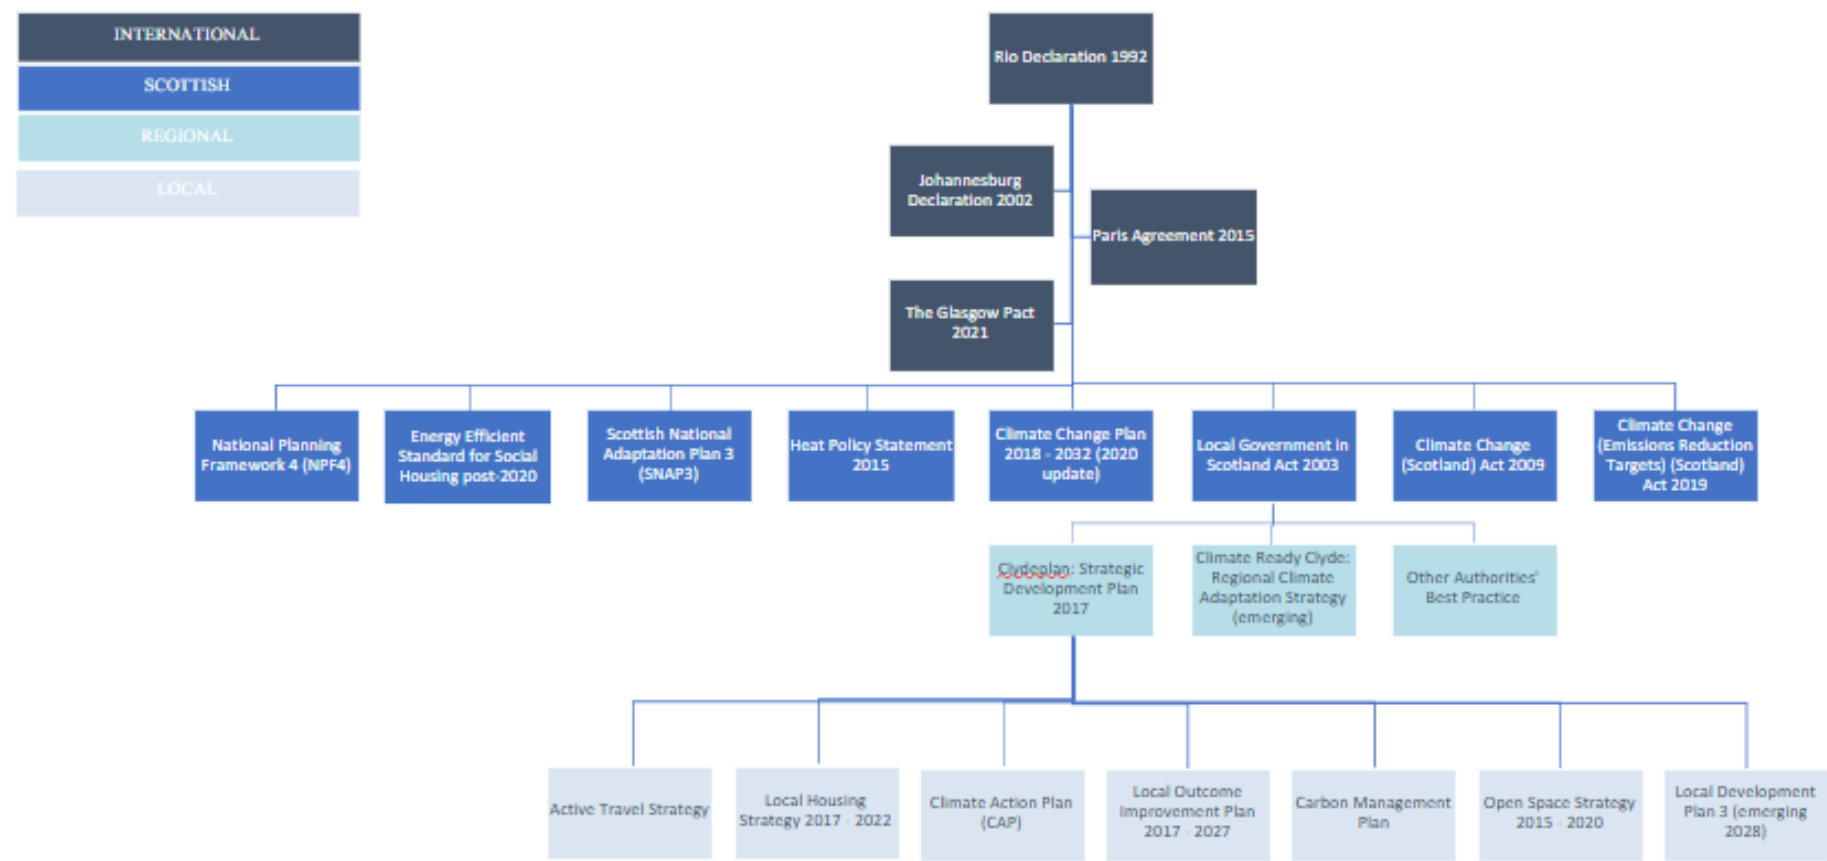 INTERNATIONAL
SCOTTISH
REGIONAL
LOCAL
Rio Declaration 1992
Johannesburg
Declaration 2002
Paris Agreement 2015
The Glasgow Pact
2021
National Planning
Framework 4 (NPF4)
Energy Efficient
Standard for Social
Housing post-2020
Scottish National
Adaptation Plan 3
(SNAP3)
Heat Policy Statement
2015
Climate Change Plan
2018 - 2032 (2020
update)
Local Government in
Scotland Act 2003
Climate Change
(Scotland) Act 2009
Climate Change
(Emissions Reduction
Targets) (Scotland)
Act 2019
Clydeplan: Strategic
Development Plan
2017
Climate Ready Clyde:
Regional Climate
Adaptation Strategy
(emerging)
Other Authorities'
Best Practice
Active Travel Strategy
Local Housing
Strategy 2017 - 2022
Climate Action Plan
(CAP)
Local Outcome
Improvement Plan
2017 - 2027
Carbon Management
Plan
Open Space Strategy
2015 - 2020
Local Development
Plan 3 (emerging
2028)